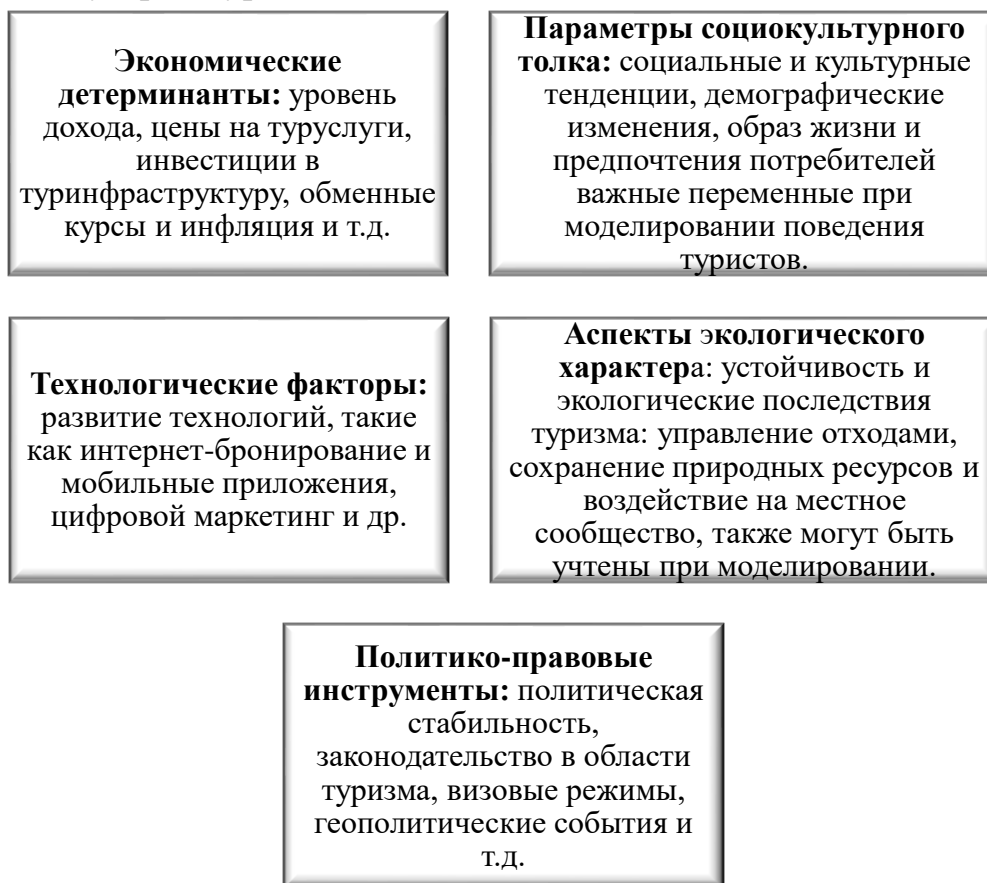 Экономические
детерминанты: уровень
дохода, цены на туруслуги,
инвестиции в
туринфраструктуру, обменные
курсы и инфляция и т.д.
Параметры социокультурного
толка: социальные и культурные
тенденции, демографические
изменения, образ жизни и
предпочтения потребителей
важные переменные при
моделировании поведения
туристов.
Технологические факторы:
развитие технологий, такие
как интернет-бронирование и
мобильные приложения,
цифровой маркетинг и др.
Аспекты экологического
характера: устойчивость и
экологические последствия
туризма: управление отходами,
сохранение природных ресурсов и
воздействие на местное
сообщество, также могут быть
учтены при моделировании.
Политико-правовые
инструменты: политическая
стабильность,
законодательство в области
туризма, визовые режимы,
геополитические события и
т.д.